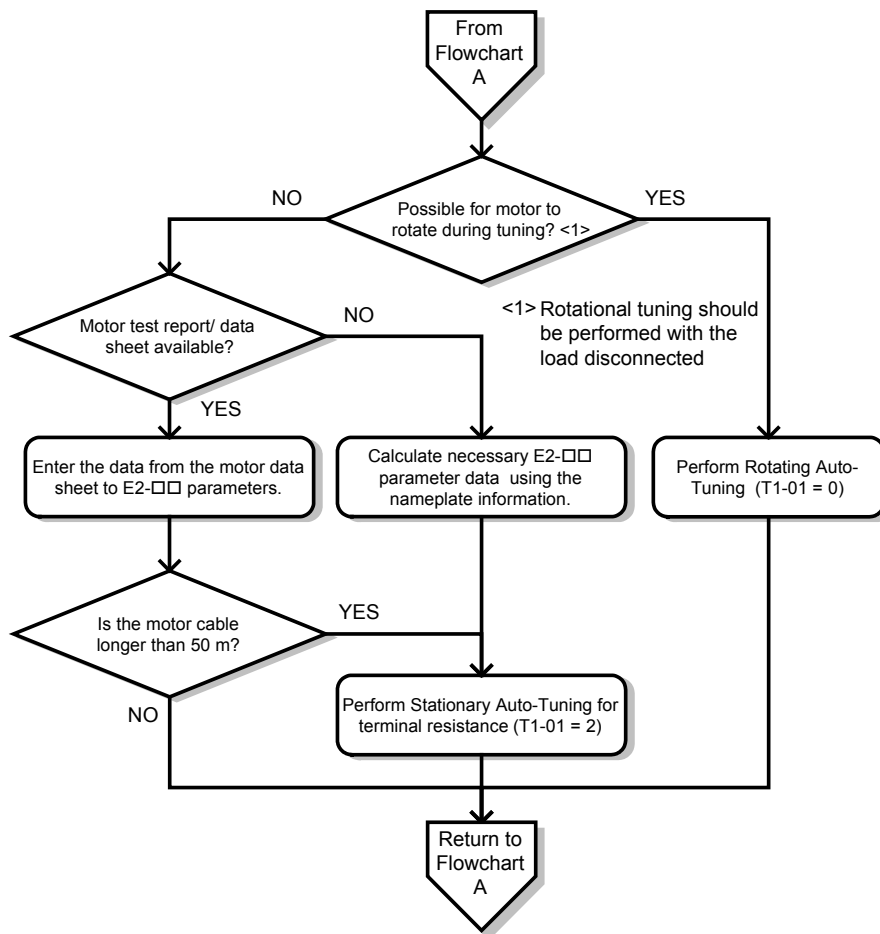 From
Flowchart
A
NO
YES
Possible for motor to
rotate during tuning? <1>
Motor test report/ data
sheet available?
NO
<1> Rotational tuning should
be performed with the
load disconnected
YES
Enter the data from the motor data
sheet to E2-□□ parameters.
Calculate necessary E2-□□
parameter data using the
nameplate information.
Perform Rotating Auto-
Tuning (T1-01 = 0)
Is the motor cable
longer than 50 m?
YES
NO
Perform Stationary Auto-Tuning for
terminal resistance (T1-01 = 2)
Return to
Flowchart
A